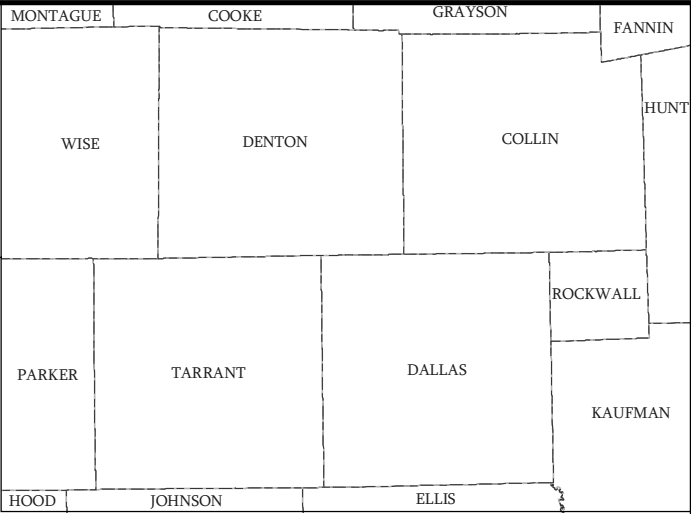 MONTAGUE
COOKE
GRAYSON
FANNIN
HUNT
WISE
DENTON
COLLIN
ROCKWALL
PARKER
TARRANT
DALLAS
KAUFMAN
HOOD
JOHNSON
ELLIS